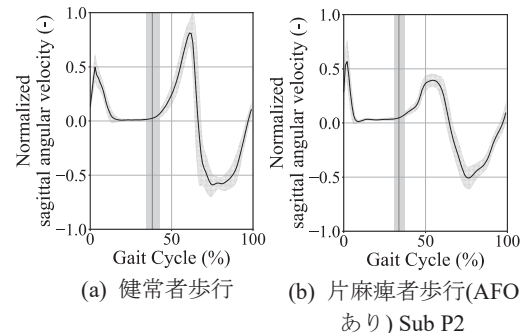 Normalized
sagittal angular velocity (-)
1.0
0.5
0.0
−0.5
−1.0
0
50
100
Gait Cycle (%)
(a) 健常者歩行
Normalized
sagittal angular velocity (-)
1.0
0.5
0.0
−0.5
−1.0
0
50
100
Gait Cycle (%)
(b) 片麻痺者歩行(AFO
あり) Sub P2